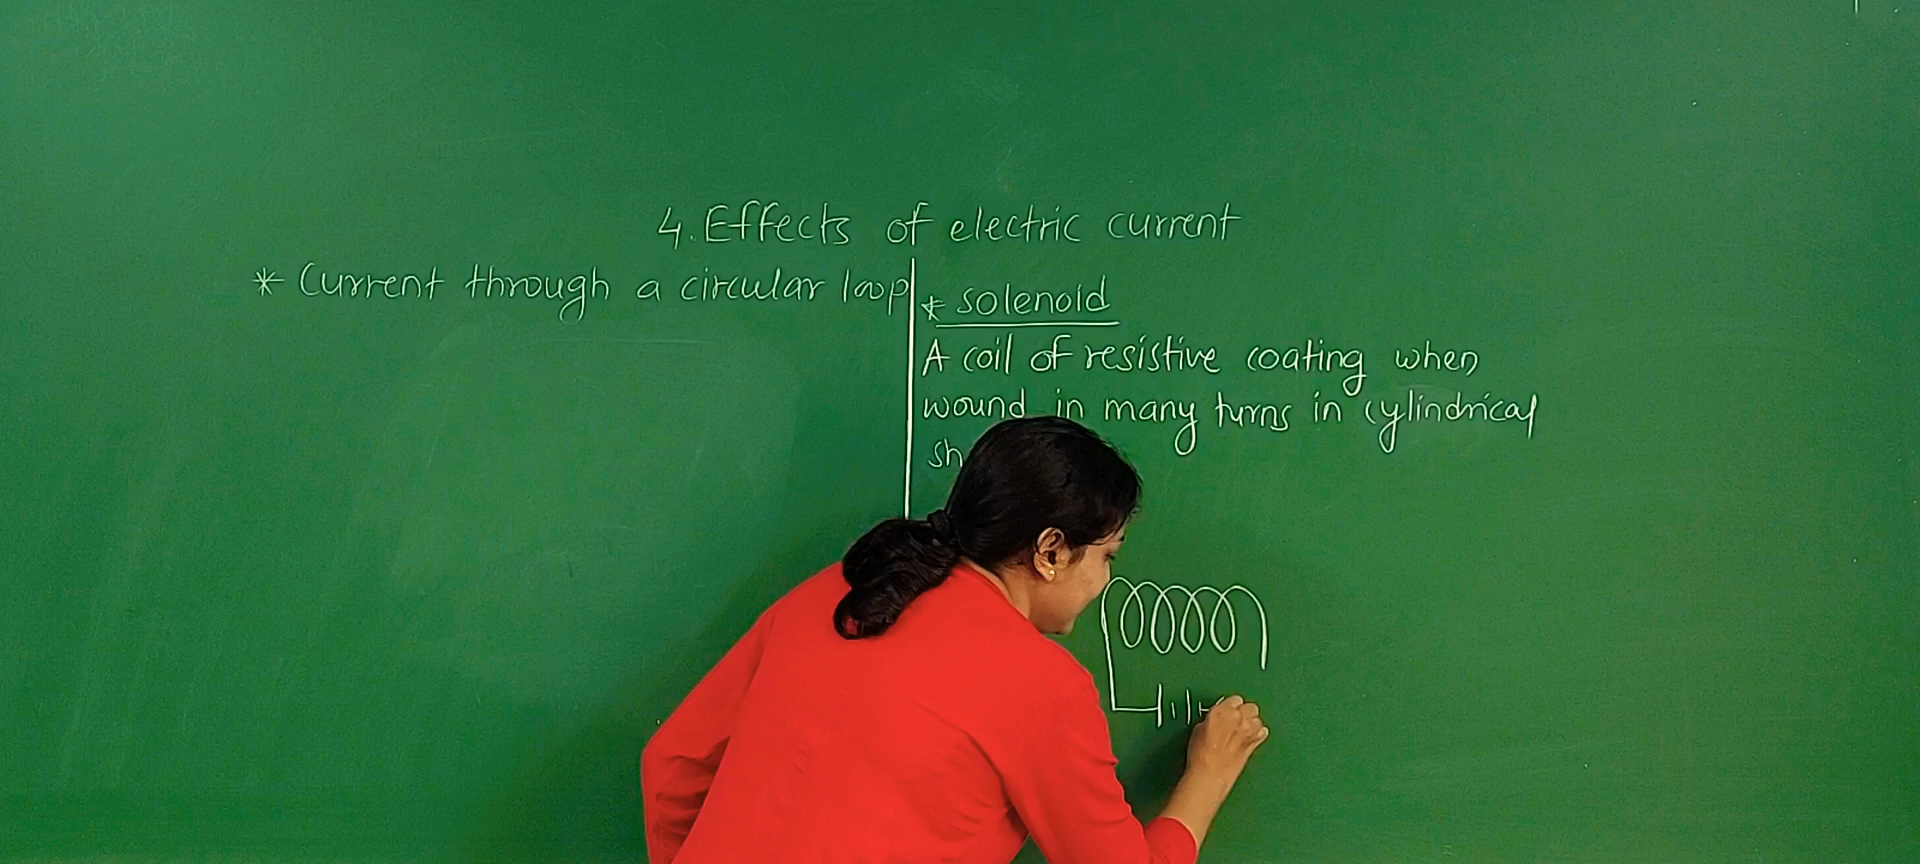 4. Effects of electric current
* Current through a circular loop
* solenoid
A coil of resistive coating when
wound in many turns in cylindrical